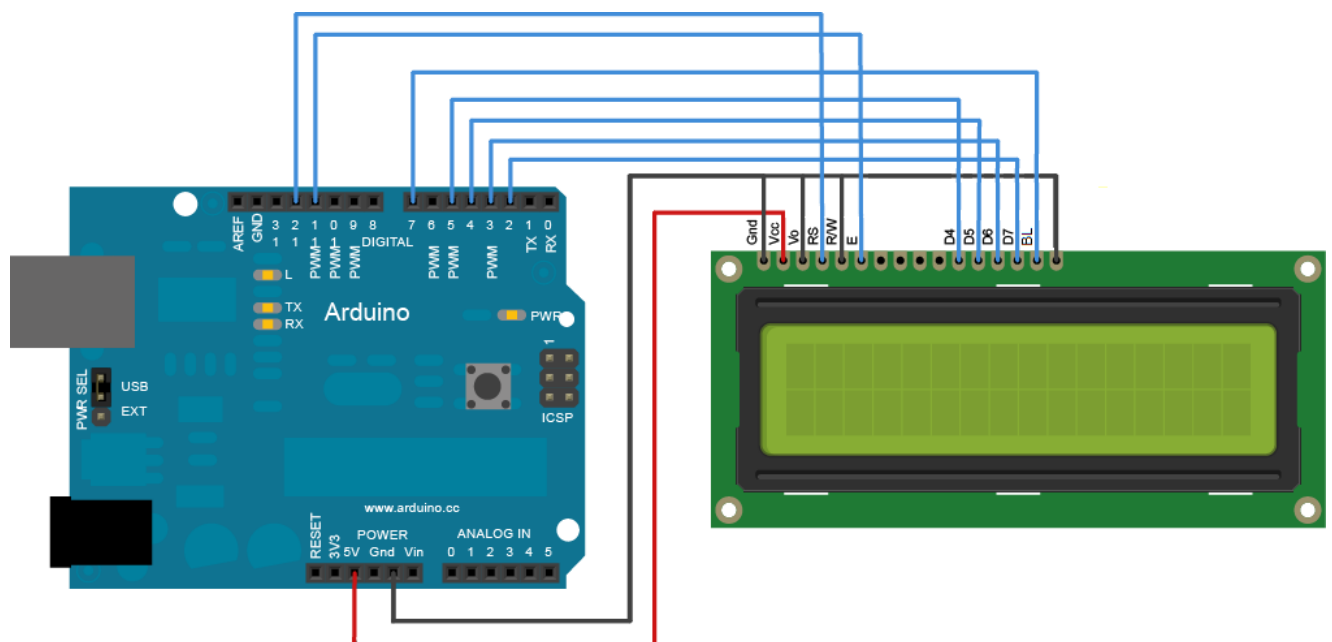 Gnd
Vcc
Vo
RS
R/W
E
D4
D5
D6
D7
BL
AREF
GND
3 2 1 0 9 8
1 1 1 1
PWM PWM PWM
DIGITAL
7 6 5 4 3 2 1 0
PWM PWM PWM
TX RX
L
TX
RX
Arduino
PWR
1
ICSP
PWR SEL
USB
EXT
www.arduino.cc
POWER
ANALOG IN
RESET 3V3 5V Gnd Vin
0 1 2 3 4 5